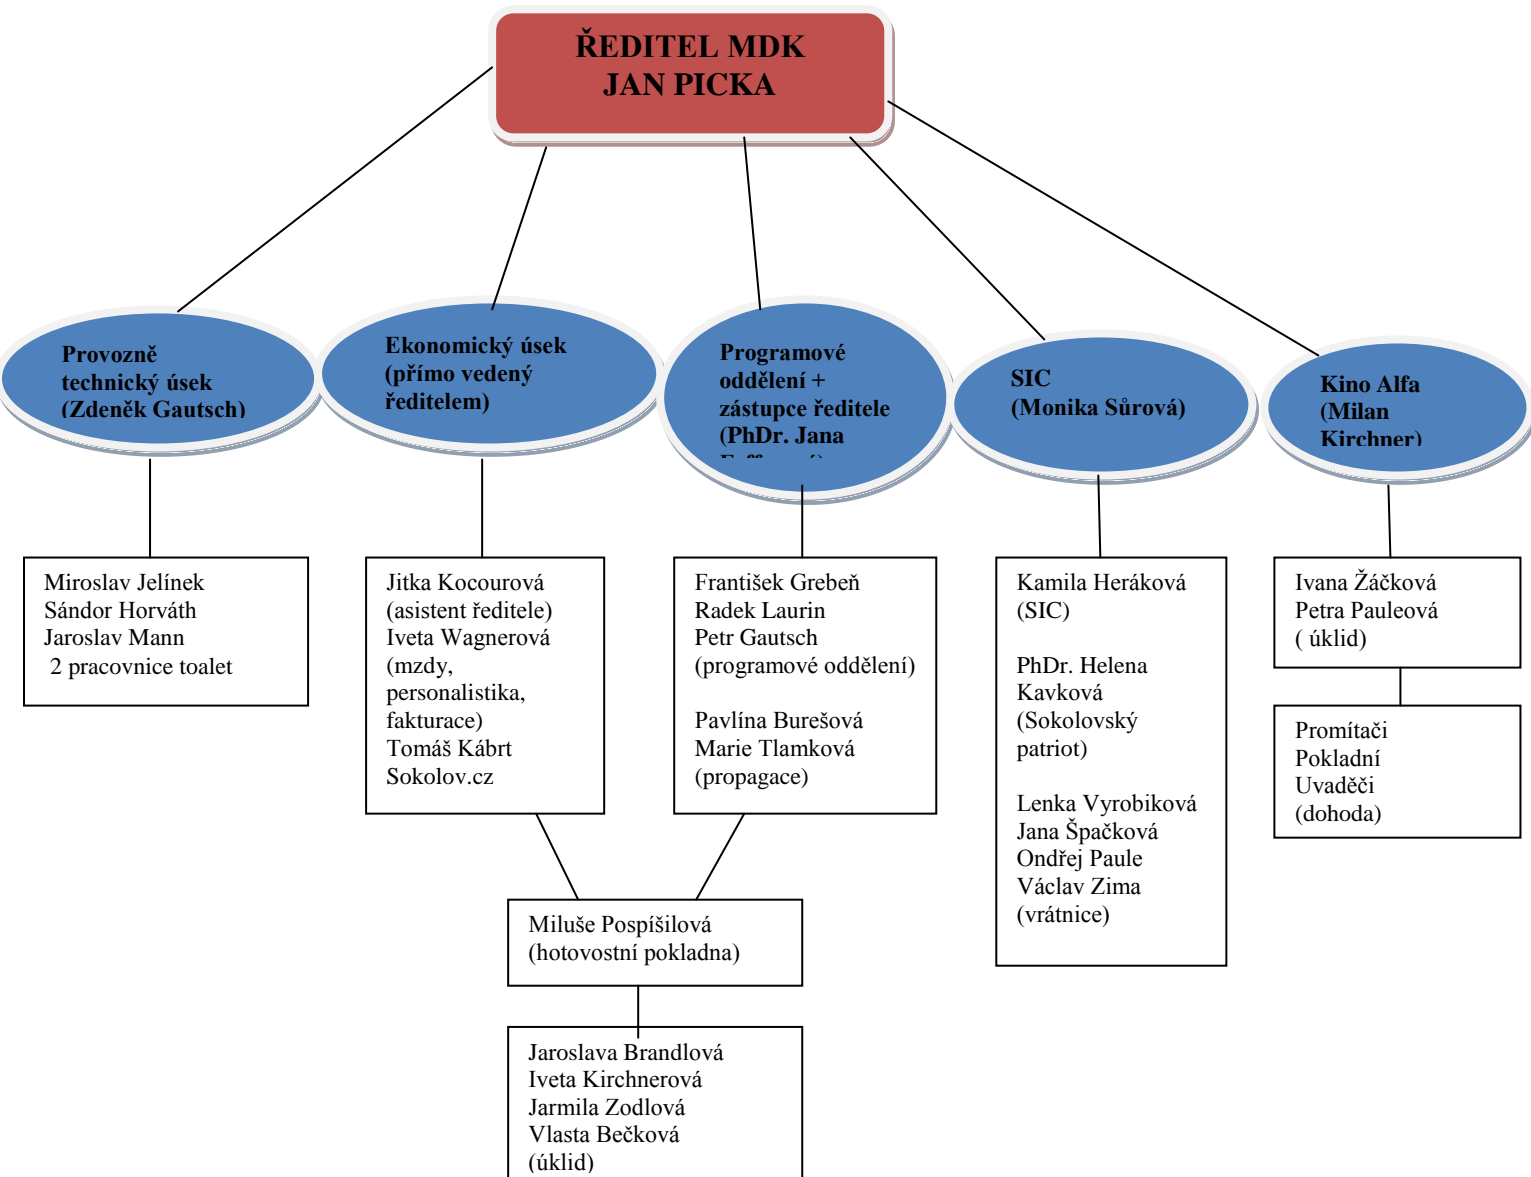 ŘEDITEL MDK
JAN PICKA
Provozně
technický úsek
(Zdeněk Gautsch)
Ekonomický úsek
(přímo vedený
ředitelem)
Programové
oddělení +
zástupce ředitele
(PhDr. Jana
SIC
(Monika Sůrová)
Kino Alfa
(Milan
Kirchner)
Miroslav Jelínek
Sándor Horváth
Jaroslav Mann
2 pracovnice toalet
Jitka Kocourová
(asistent ředitele)
Iveta Wagnerová
(mzdy,
personalistika,
fakturace)
Tomáš Kábrt
Sokolov.cz
František Grebeň
Radek Laurin
Petr Gautsch
(programové oddělení)
Pavlína Burešová
Marie Tlamková
(propagace)
Kamila Heráková
(SIC)
PhDr. Helena
Kavková
(Sokolovský
patriot)
Lenka Vyrobiková
Jana Špačková
Ondřej Paule
Václav Zima
(vrátnice)
Ivana Žáčková
Petra Pauleová
( úklid)
Promítači
Pokladní
Uvaděči
(dohoda)
Miluše Pospíšilová
(hotovostní pokladna)
Jaroslava Brandlová
Iveta Kirchnerová
Jarmila Zodlová
Vlasta Bečková
(úklid)